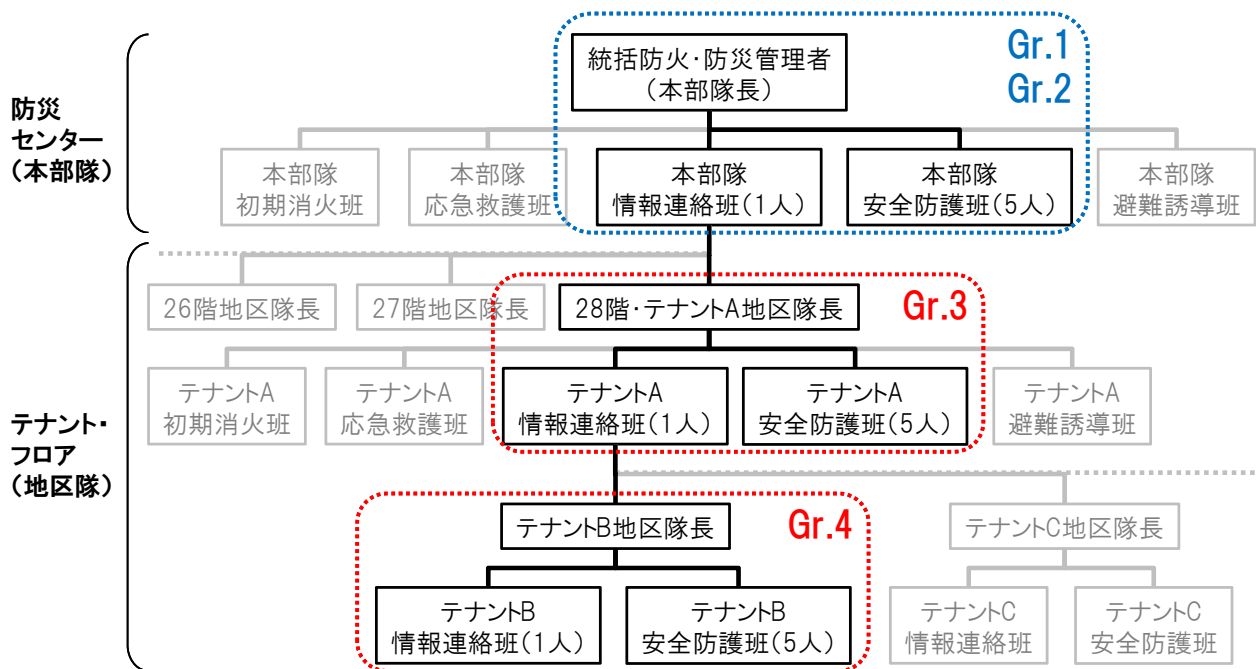 Gr.1
Gr.2
統括防火・防災管理者
（本部隊長）
防災
センター
（本部隊）
本部隊
初期消火班
本部隊
応急救護班
本部隊
情報連絡班（1人）
本部隊
安全防護班（5人）
本部隊
避難誘導班
26階地区隊長
27階地区隊長
28階・テナントA地区隊長
Gr.3
テナント・
フロア
（地区隊）
テナントA
初期消火班
テナントA
応急救護班
テナントA
情報連絡班（1人）
テナントA
安全防護班（5人）
テナントA
避難誘導班
テナントB地区隊長
Gr.4
テナントC地区隊長
テナントB
情報連絡班（1人）
テナントB
安全防護班（5人）
テナントC
情報連絡班
テナントC
安全防護班